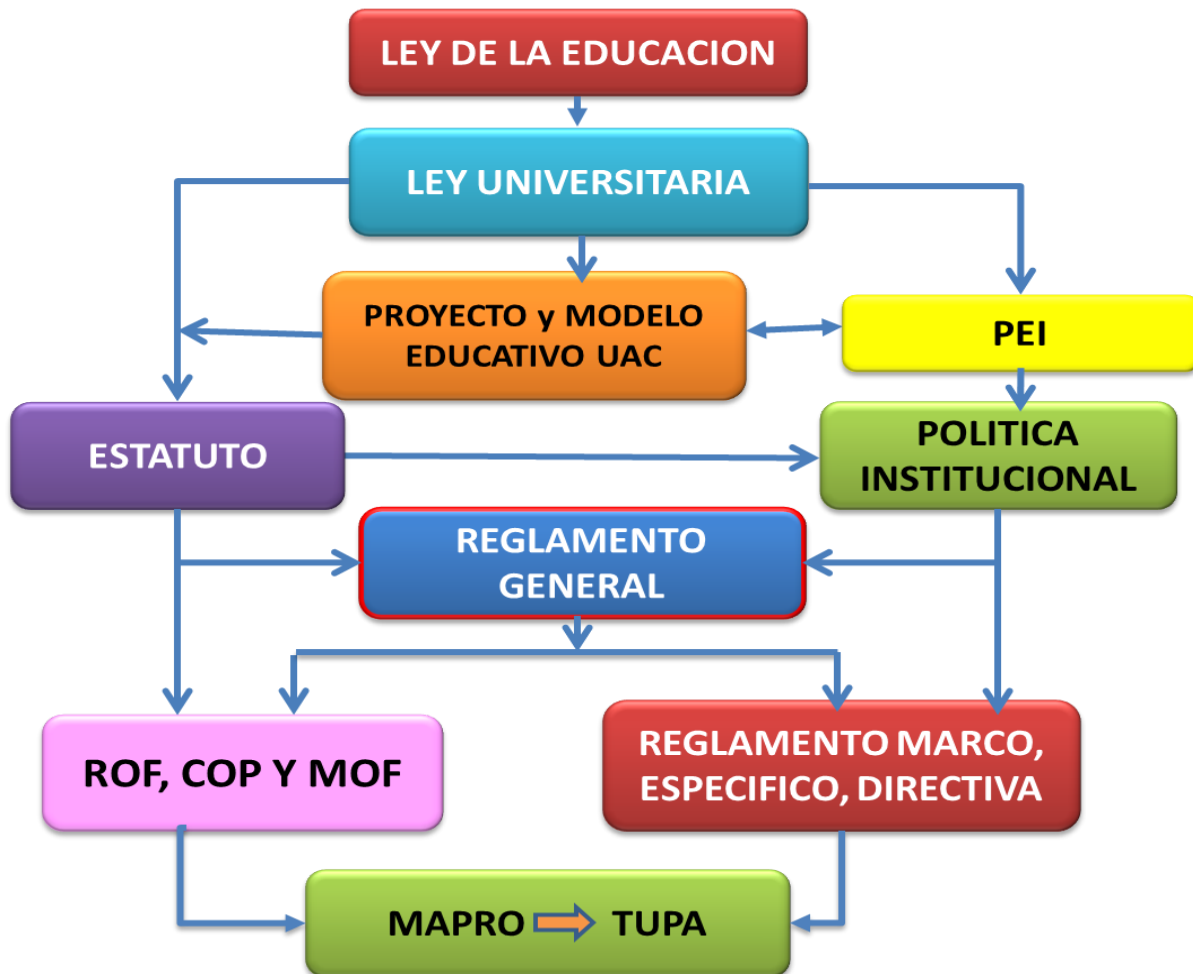 LEY DE LA EDUCACION
LEY UNIVERSITARIA
PROYECTO y MODELO
EDUCATIVO UAC
PEI
ESTATUTO
POLITICA
INSTITUCIONAL
REGLAMENTO
GENERAL
ROF, COP Y MOF
REGLAMENTO MARCO,
ESPECIFICO, DIRECTIVA
MAPRO TUPA